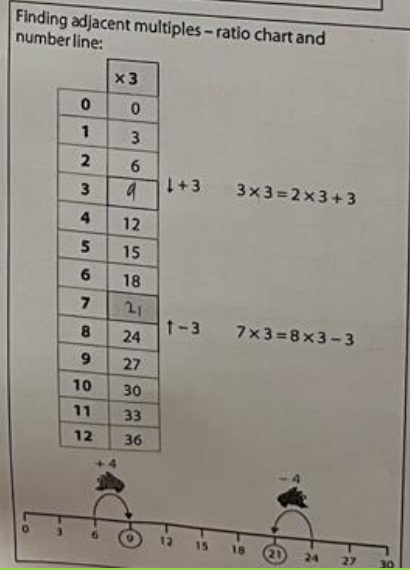 Finding adjacent multiples – ratio chart and
number line:
×3
0 0
1 3
2 6
3 9 ↓+3 3×3=2×3+3
4 12
5 15
6 18
7 21
8 24 ↑−3 7×3=8×3−3
9 27
10 30
11 33
12 36
+4 −4
0 3 6 9 12 15 18 21 24 27 30